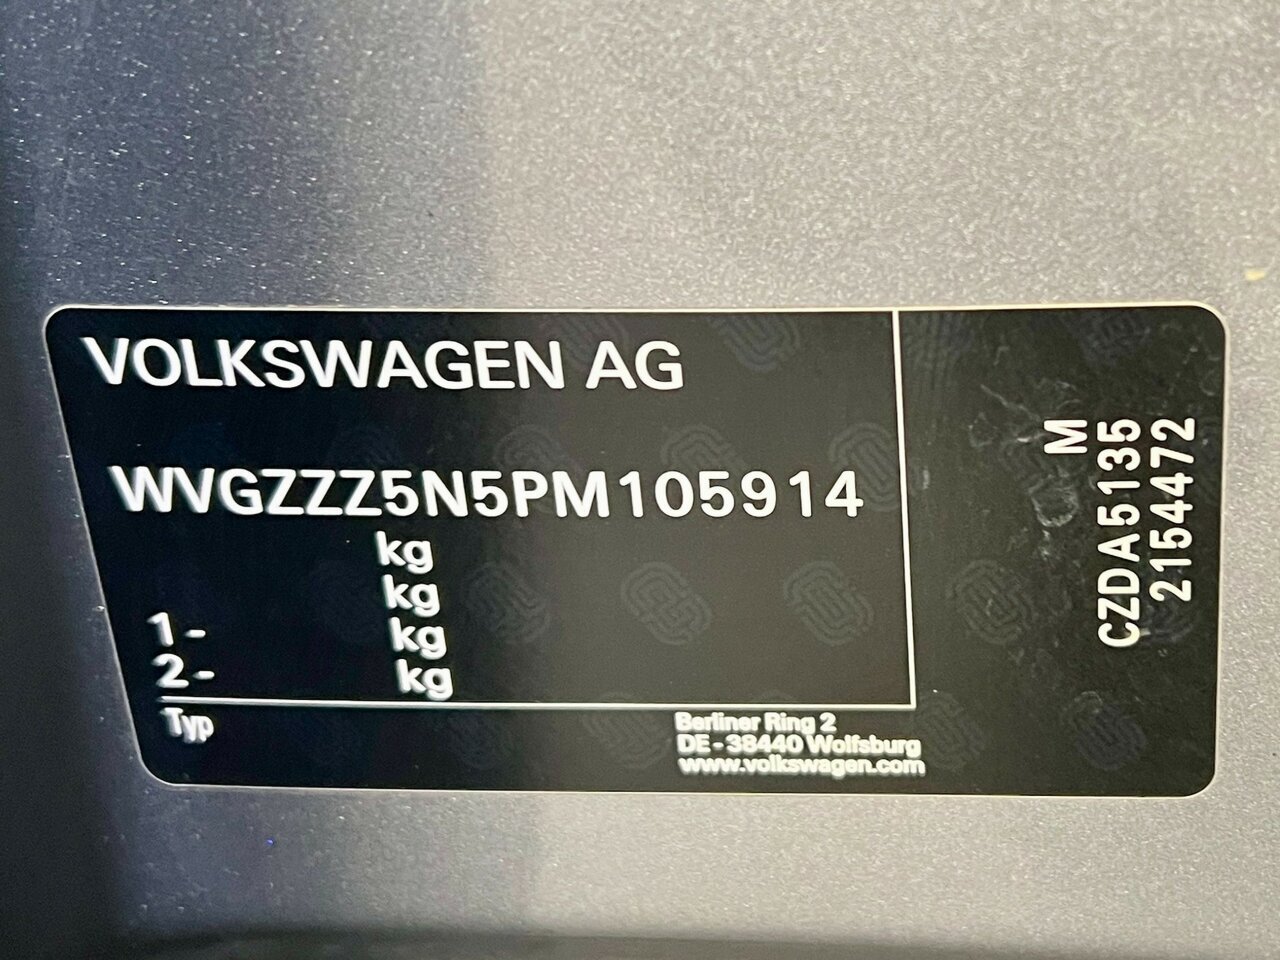 VOLKSWAGEN AG
WVGZZZ5N5PM105914
kg
kg
1- kg
2- kg
Typ
Berliner Ring 2
DE-38440 Wolfsburg
www.volkswagen.com
M
CZDA5135
2154472